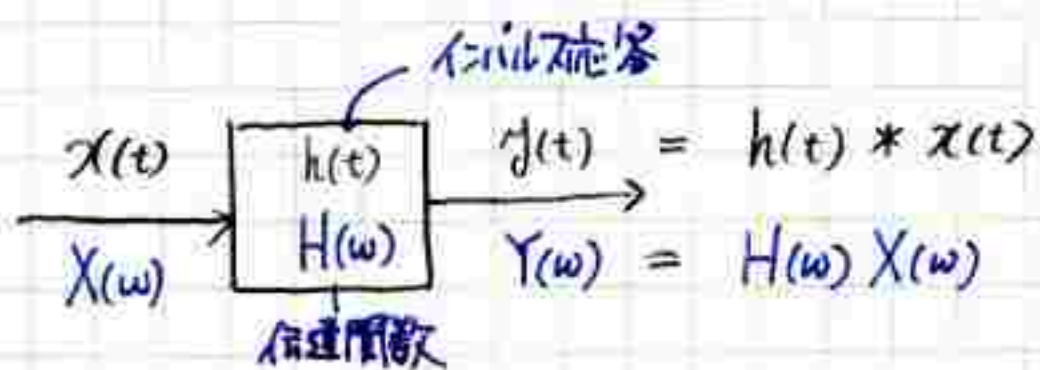 インパルス応答
x(t) h(t) y(t) = h(t) * x(t)
X(ω) H(ω) Y(ω) = H(ω) X(ω)
伝達関数